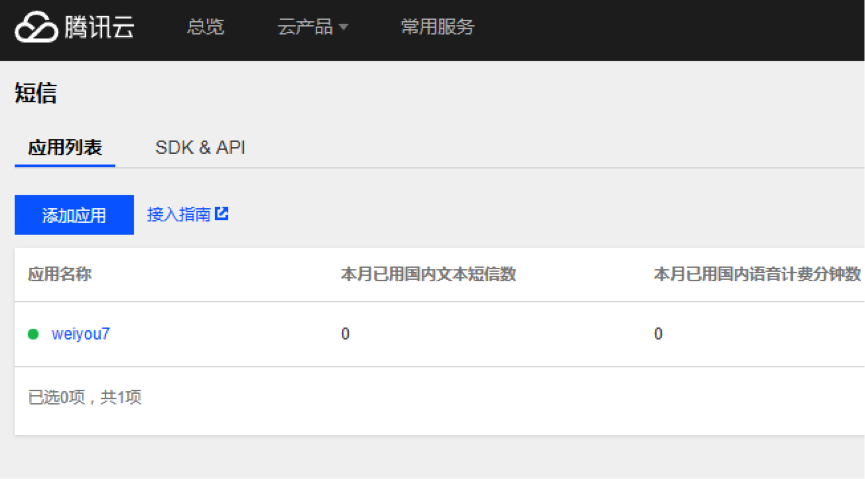 腾讯云 总览 云产品 常用服务
短信
应用列表 SDK & API
添加应用 接入指南
应用名称 本月已用国内文本短信数 本月已用国内语音计费分钟数
weiyou7 0 0
已选0项，共1项